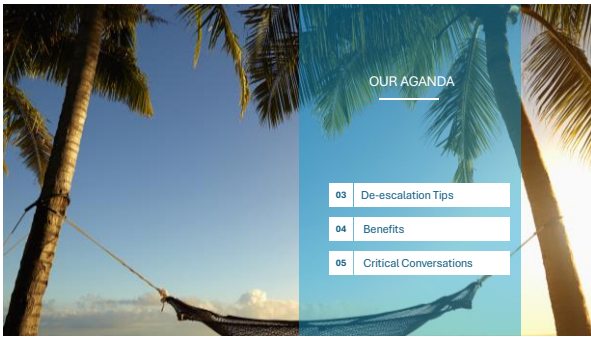 OUR AGANDA
03 De-escalation Tips
04 Benefits
05 Critical Conversations